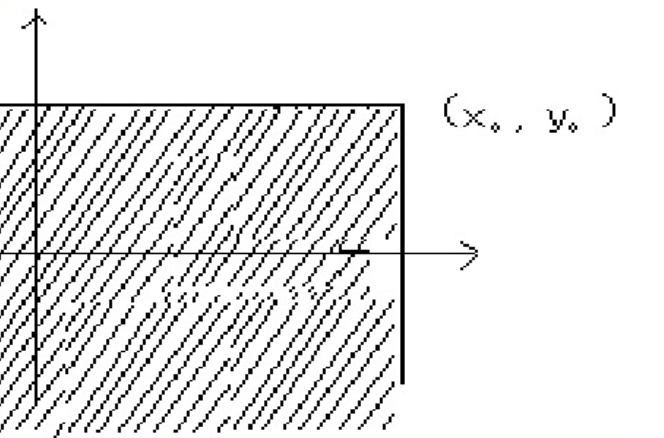 (x₀, y₀)